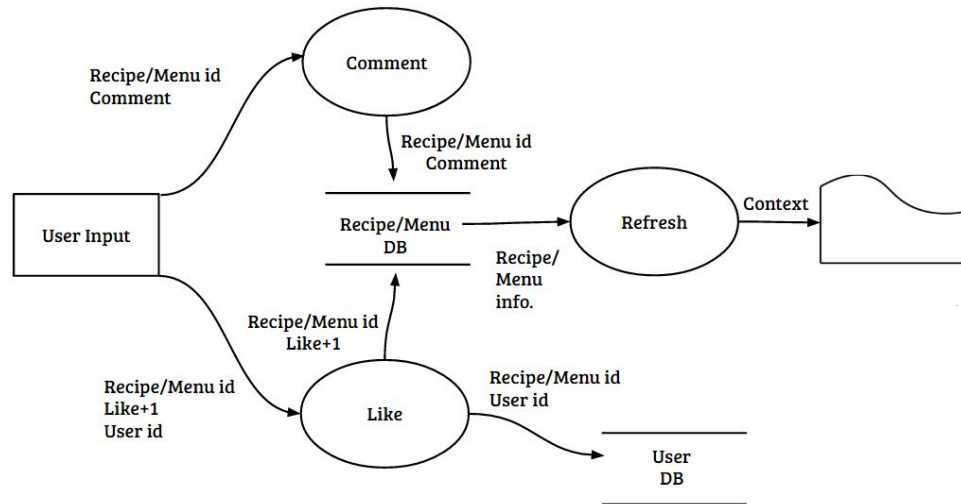 Comment
Recipe/Menu id
Comment
Recipe/Menu id
Comment
User Input
Recipe/Menu
DB
Refresh
Context
Recipe/
Menu
info.
Recipe/Menu id
Like+1
Recipe/Menu id
Like+1
User id
Like
Recipe/Menu id
User id
User
DB